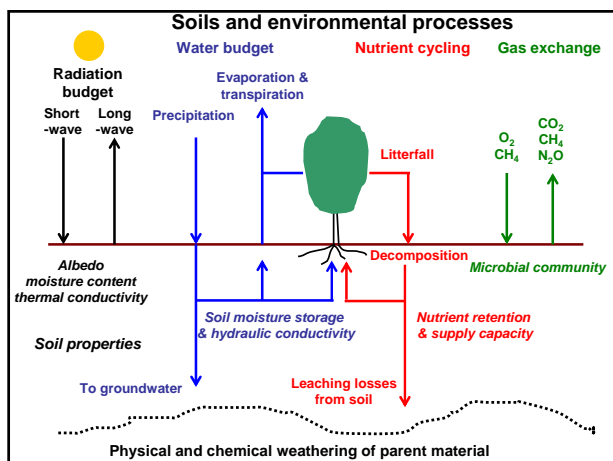 Soils and environmental processes
Water budget
Nutrient cycling
Gas exchange
Radiation
budget
Short
-wave
Long
-wave
Precipitation
Evaporation &
transpiration
Litterfall
O₂
CH₄
CO₂
CH₄
N₂O
Decomposition
Albedo
moisture content
thermal conductivity
Microbial community
Soil moisture storage
& hydraulic conductivity
Nutrient retention
& supply capacity
Soil properties
To groundwater
Leaching losses
from soil
Physical and chemical weathering of parent material